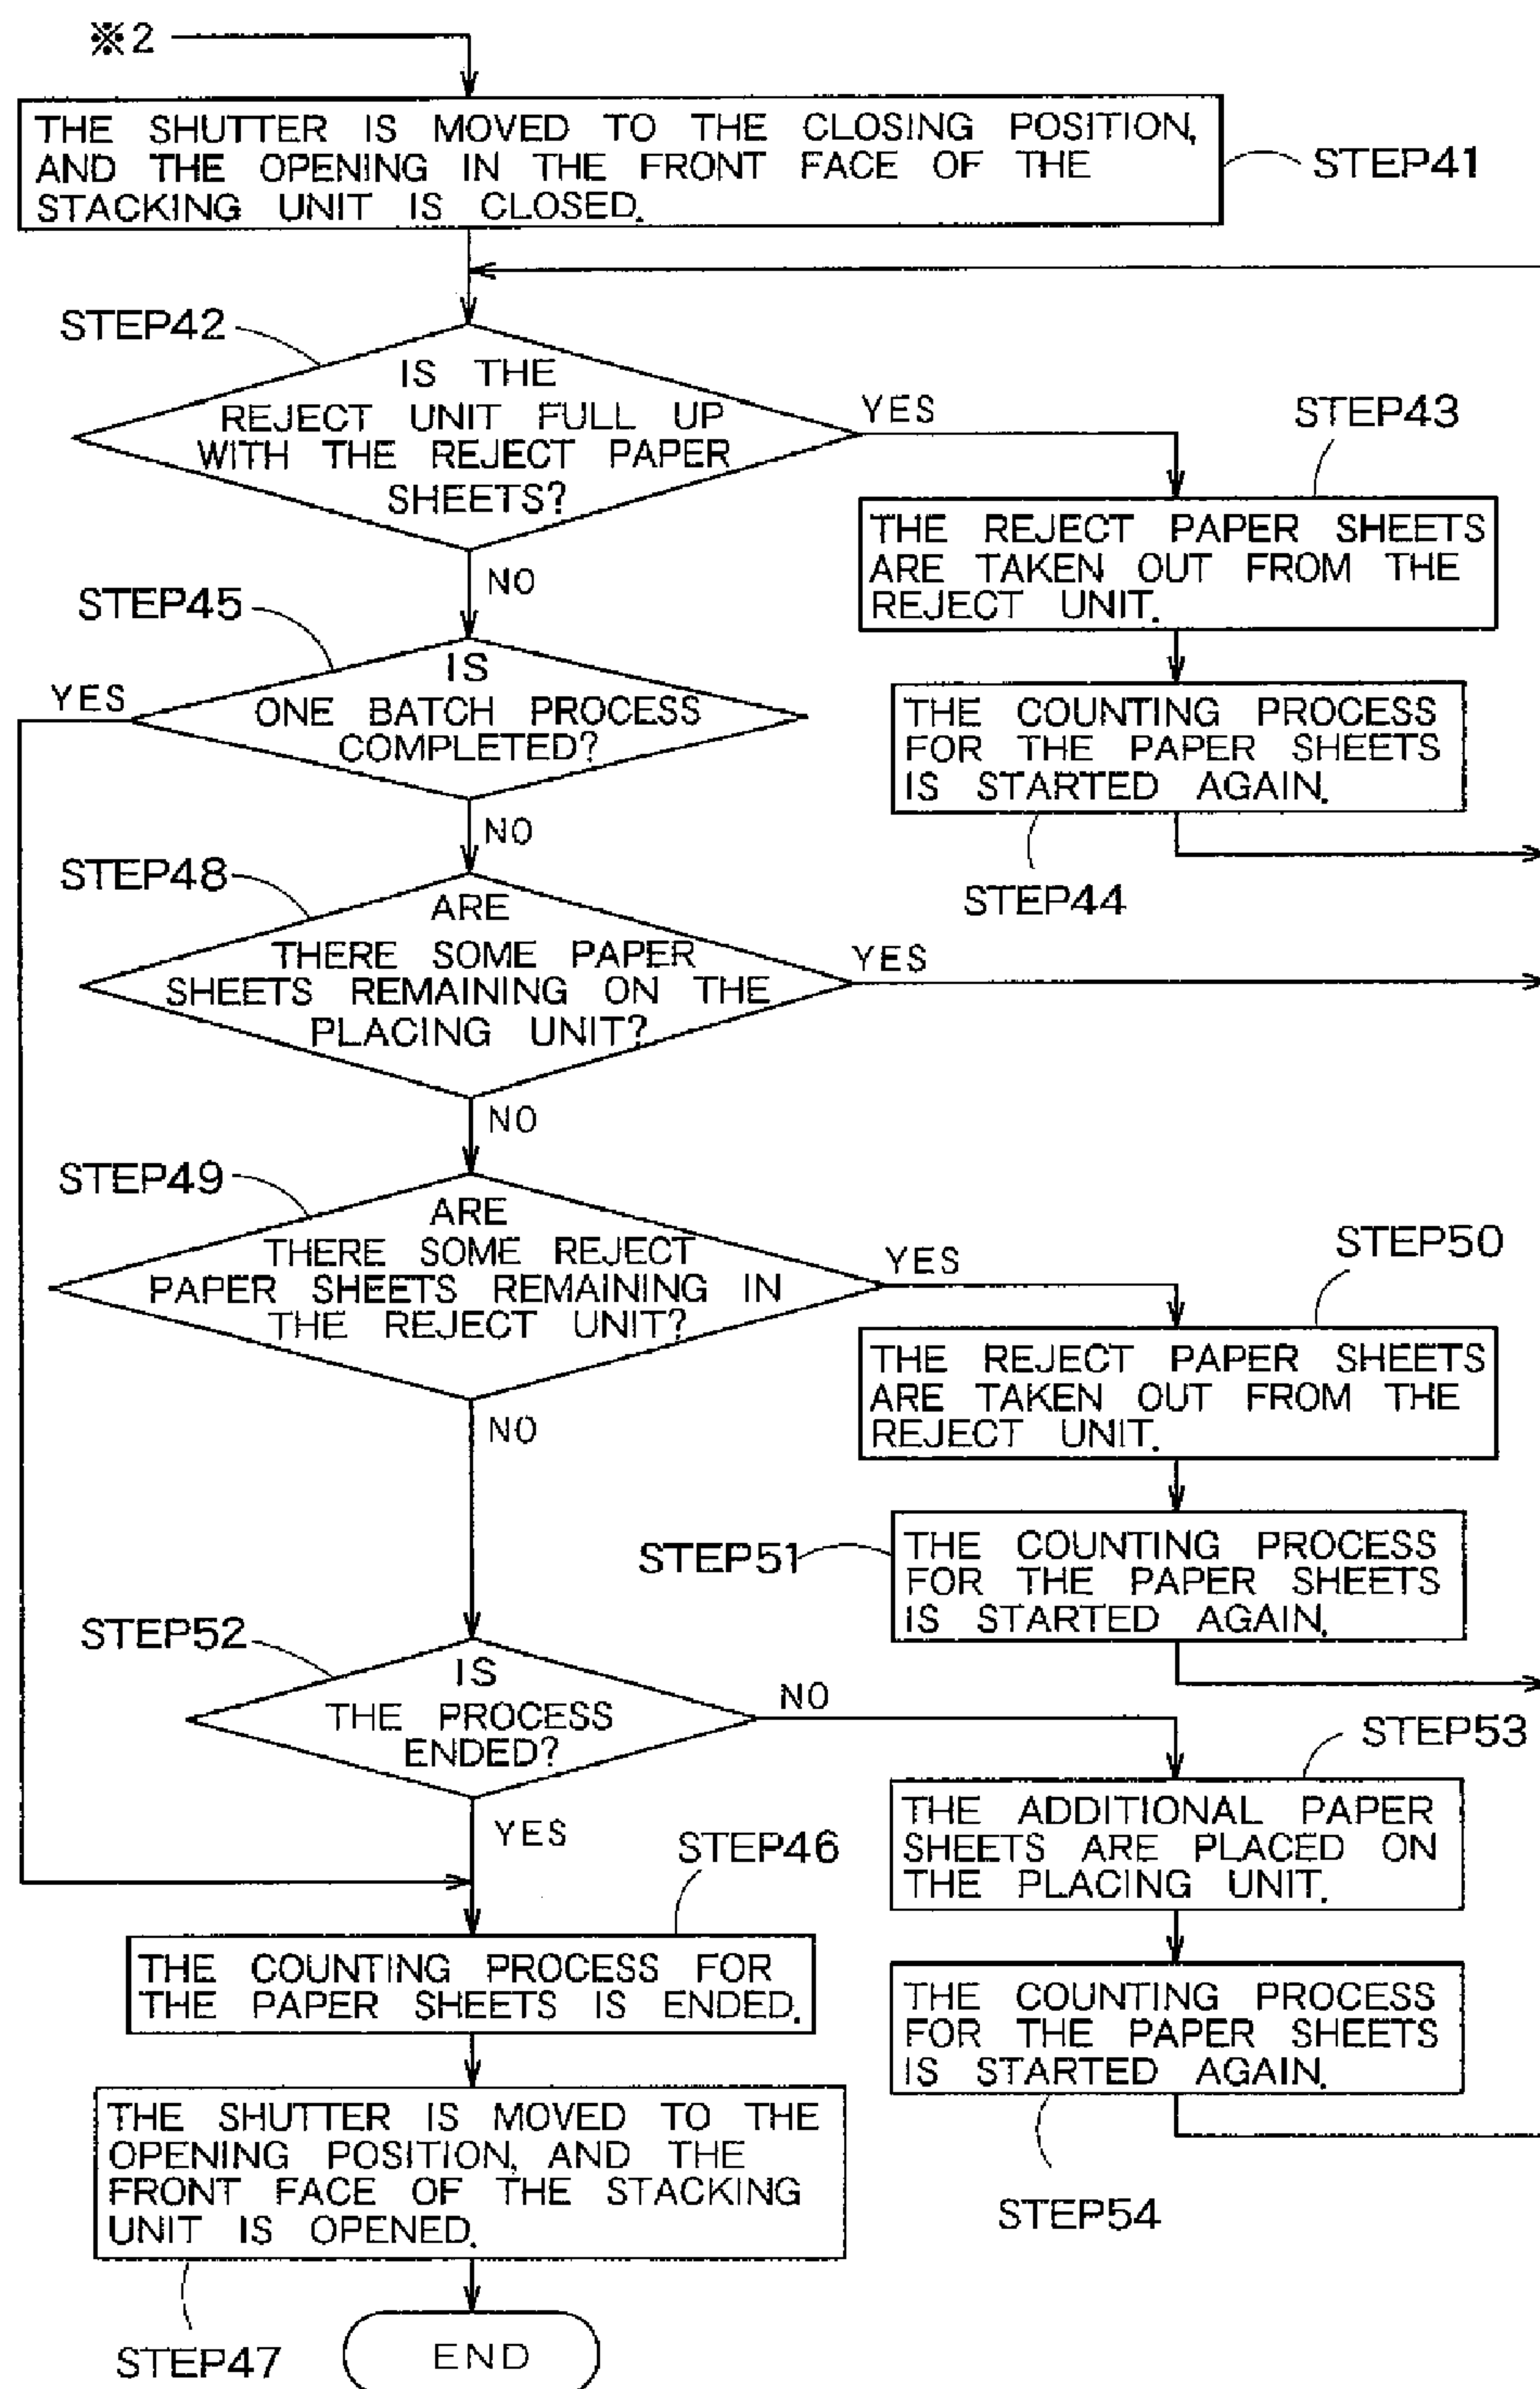 ※2
THE SHUTTER IS MOVED TO THE CLOSING POSITION,
AND THE OPENING IN THE FRONT FACE OF THE
STACKING UNIT IS CLOSED.
STEP41
STEP42
IS THE
REJECT UNIT FULL UP
WITH THE REJECT PAPER
SHEETS?
YES
NO
STEP43
THE REJECT PAPER SHEETS
ARE TAKEN OUT FROM THE
REJECT UNIT.
THE COUNTING PROCESS
FOR THE PAPER SHEETS
IS STARTED AGAIN.
STEP44
STEP45
IS
ONE BATCH PROCESS
COMPLETED?
YES
NO
STEP48
ARE
THERE SOME PAPER
SHEETS REMAINING ON THE
PLACING UNIT?
YES
NO
STEP49
ARE
THERE SOME REJECT
PAPER SHEETS REMAINING IN
THE REJECT UNIT?
YES
NO
STEP50
THE REJECT PAPER SHEETS
ARE TAKEN OUT FROM THE
REJECT UNIT.
STEP51
THE COUNTING PROCESS
FOR THE PAPER SHEETS
IS STARTED AGAIN.
STEP52
IS
THE PROCESS
ENDED?
NO
YES
STEP53
THE ADDITIONAL PAPER
SHEETS ARE PLACED ON
THE PLACING UNIT.
THE COUNTING PROCESS
FOR THE PAPER SHEETS
IS STARTED AGAIN.
STEP54
STEP46
THE COUNTING PROCESS FOR
THE PAPER SHEETS IS ENDED.
THE SHUTTER IS MOVED TO THE
OPENING POSITION, AND THE
FRONT FACE OF THE STACKING
UNIT IS OPENED.
STEP47
END